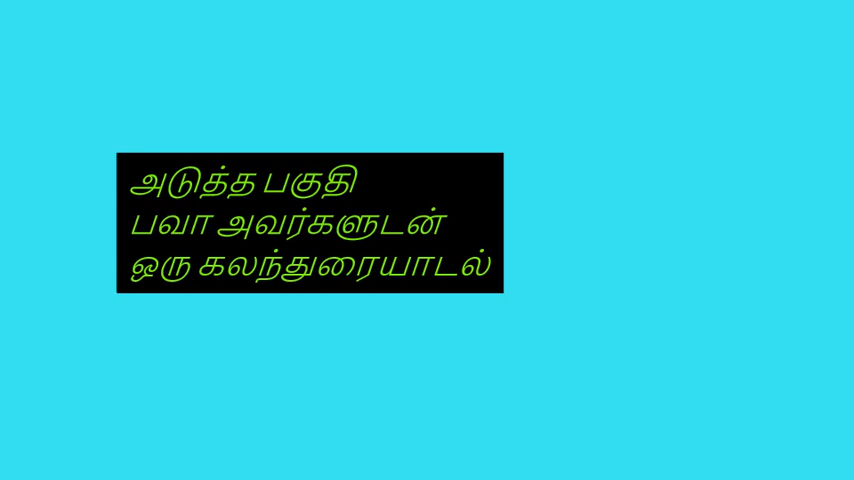 அடுத்த பகுதி
பவா அவர்களுடன்
ஒரு கலந்துரையாடல்